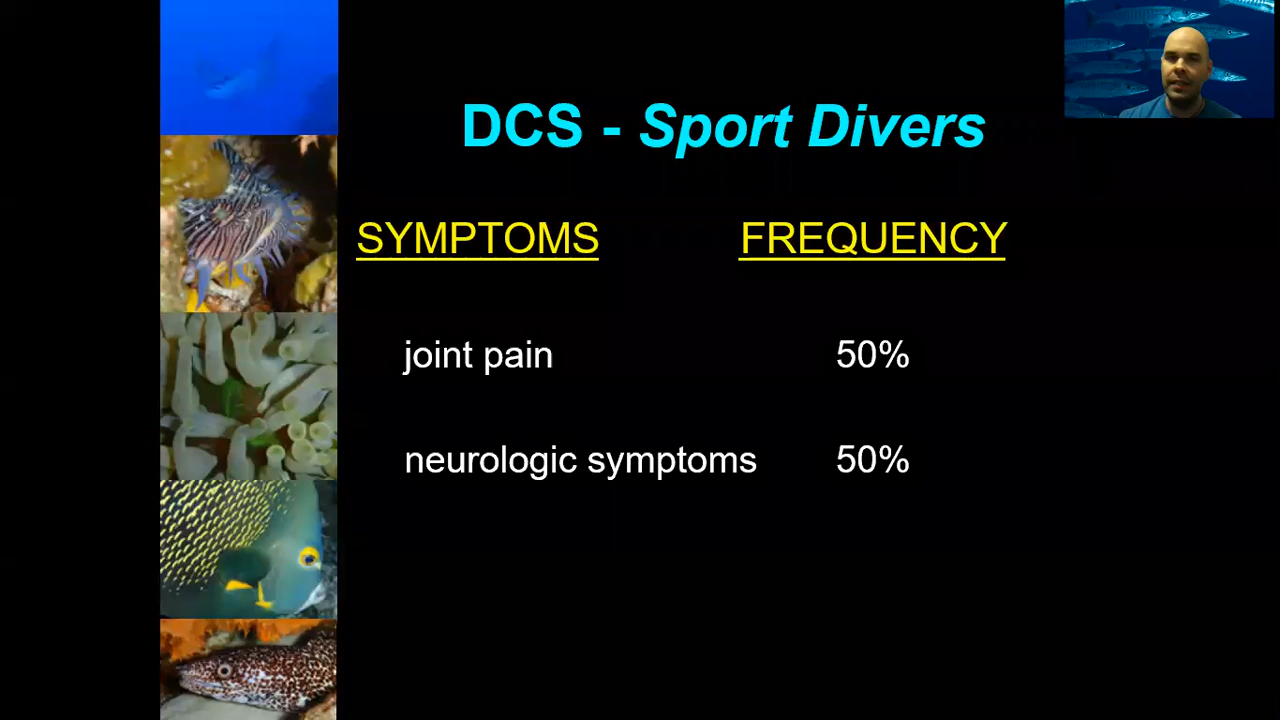 DCS - Sport Divers
SYMPTOMS FREQUENCY
joint pain 50%
neurologic symptoms 50%